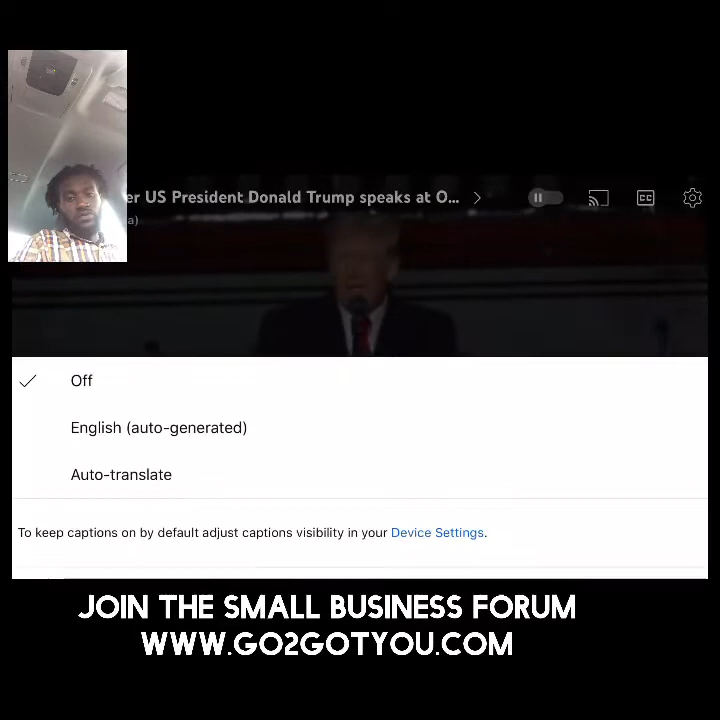 er US President Donald Trump speaks at O...
a)
CC
Off
English (auto-generated)
Auto-translate
To keep captions on by default adjust captions visibility in your Device Settings.
JOIN THE SMALL BUSINESS FORUM
WWW.GO2GOTYOU.COM